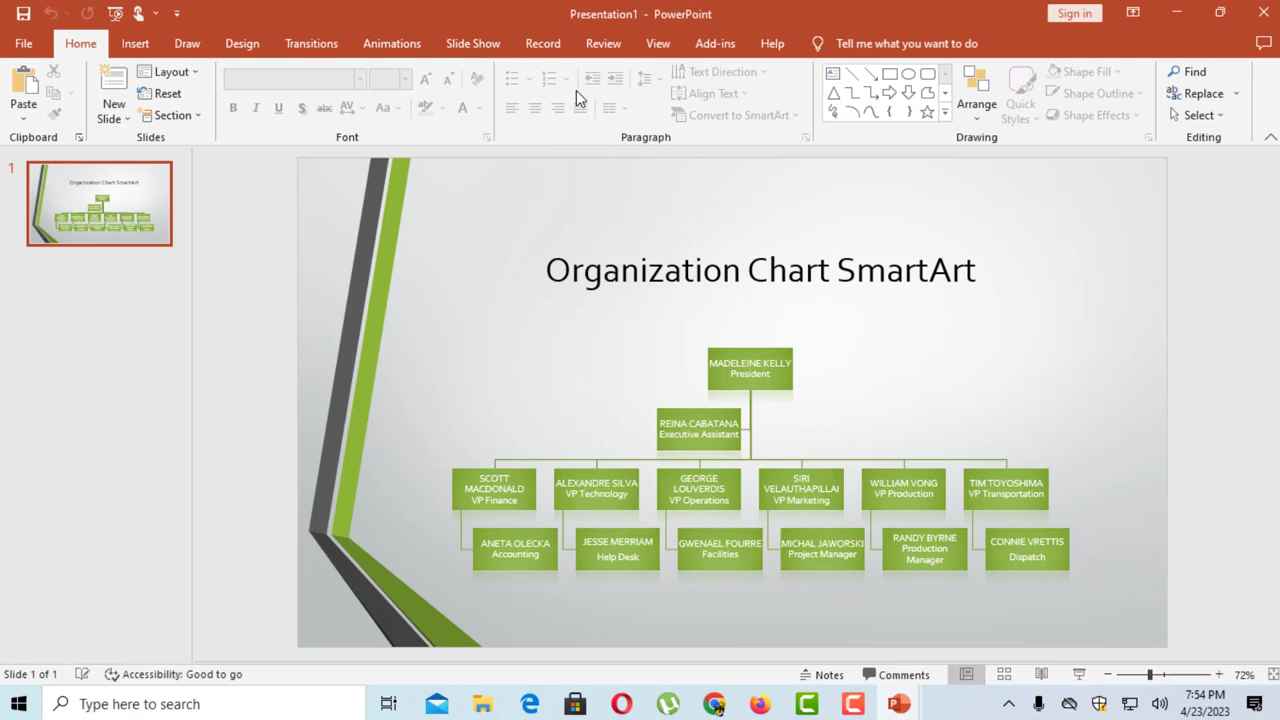 Presentation1 - PowerPoint
Sign in
File Home Insert Draw Design Transitions Animations Slide Show Record Review View Add-ins Help Tell me what you want to do
Paste
New
Slide
Layout
Reset
Section
B I U S abc AV Aa A
Text Direction
Align Text
Convert to SmartArt
Arrange
Quick
Styles
Shape Fill
Shape Outline
Shape Effects
Find
Replace
Select
Clipboard Slides Font Paragraph Drawing Editing
1
Organization Chart SmartArt
Organization Chart SmartArt
MADELEINE KELLY
President
REINA CABATANA
Executive Assistant
SCOTT
MACDONALD
VP Finance
ALEXANDRE SILVA
VP Technology
GEORGE
LOUVERDIS
VP Operations
SIRI
VELAUTHAPILLAI
VP Marketing
WILLIAM VONG
VP Production
TIM TOYOSHIMA
VP Transportation
ANETA OLECKA
Accounting
JESSE MERRIAM
Help Desk
GWENAEL FOURRE
Facilities
MICHAL JAWORSKI
Project Manager
RANDY BYRNE
Production
Manager
CONNIE VRETTIS
Dispatch
Slide 1 of 1 Accessibility: Good to go Notes Comments 72%
Type here to search
7:54 PM
4/23/2023